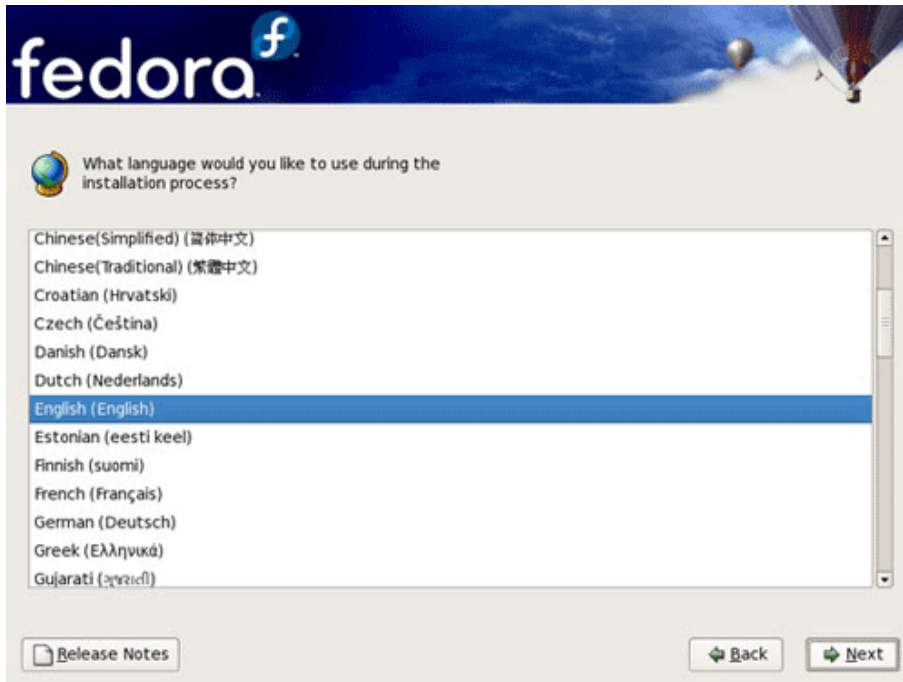 fedora
What language would you like to use during the
installation process?
Chinese(Simplified) (简体中文)
Chinese(Traditional) (繁體中文)
Croatian (Hrvatski)
Czech (Čeština)
Danish (Dansk)
Dutch (Nederlands)
English (English)
Estonian (eesti keel)
Finnish (suomi)
French (Français)
German (Deutsch)
Greek (Ελληνικά)
Gujarati (ગુજરાતી)
Release Notes
Back
Next